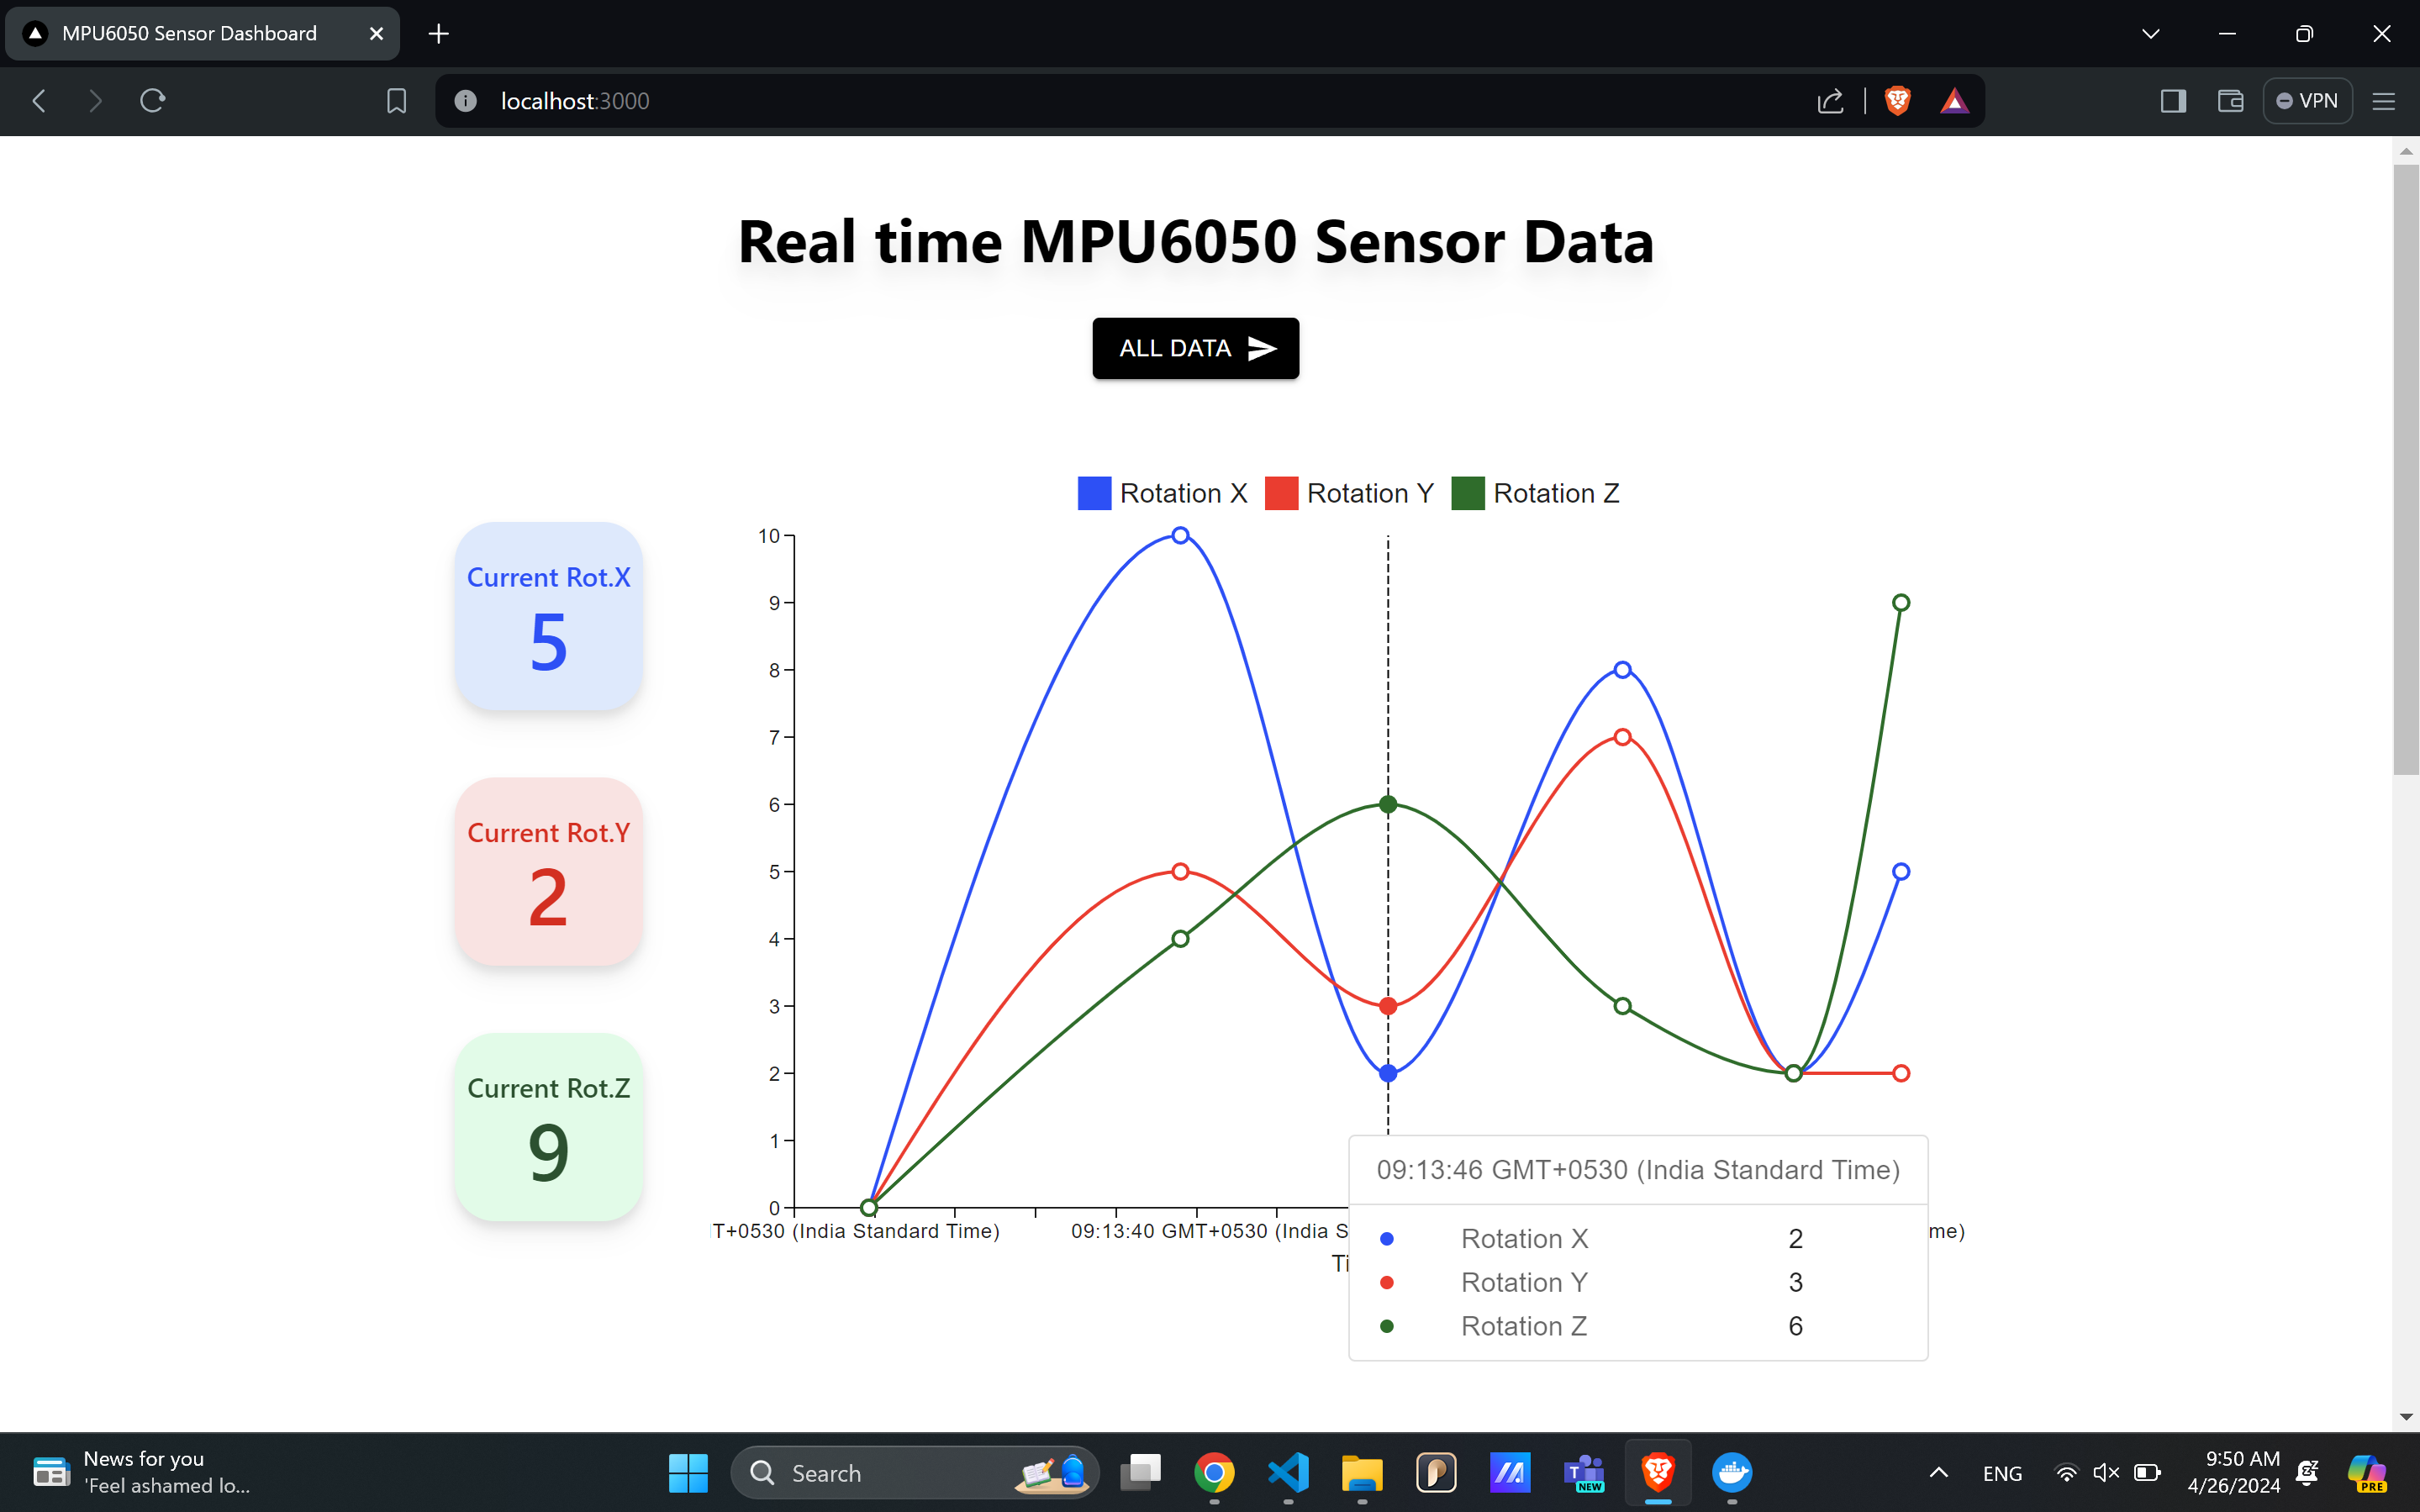 MPU6050 Sensor Dashboard
localhost:3000
VPN
Real time MPU6050 Sensor Data
ALL DATA
Rotation X Rotation Y Rotation Z
Current Rot.X
5
Current Rot.Y
2
Current Rot.Z
9
10
9
8
7
6
5
4
3
2
1
0
T+0530 (India Standard Time) 09:13:40 GMT+0530 (India S me)
Ti
09:13:46 GMT+0530 (India Standard Time)
Rotation X 2
Rotation Y 3
Rotation Z 6
News for you
'Feel ashamed lo...
Search
T
NEW
ENG
9:50 AM
4/26/2024
PRE